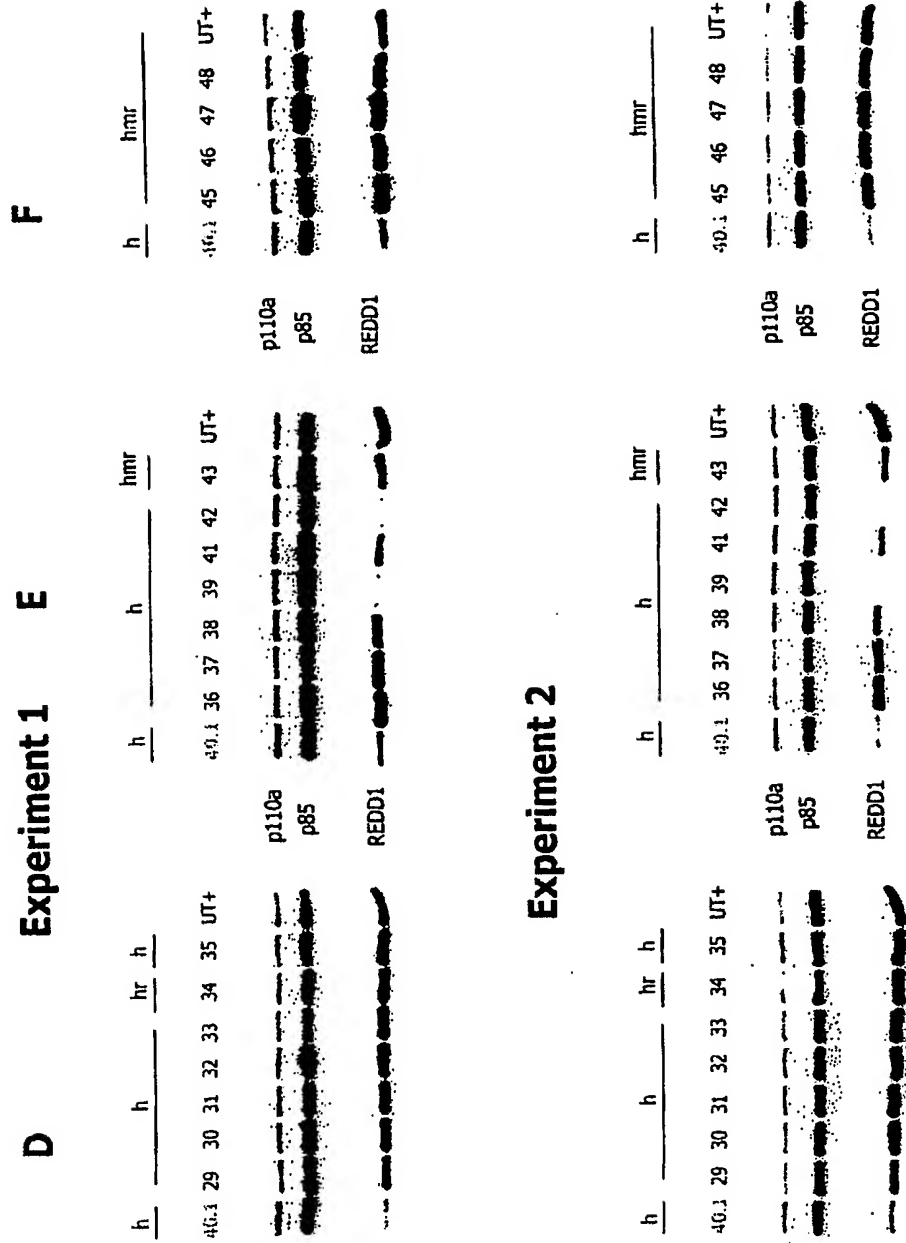 D Experiment 1 E F
h h hr h
40.1 29 30 31 32 33 34 35 UT+
p110a
p85
REDD1
h h hmr
40.1 36 37 38 39 41 42 43 UT+
p110a
p85
REDD1
h hmr
40.1 45 46 47 48 UT+
Experiment 2
h h hr h
40.1 29 30 31 32 33 34 35 UT+
p110a
p85
REDD1
h h hmr
40.1 36 37 38 39 41 42 43 UT+
p110a
p85
REDD1
h hmr
40.1 45 46 47 48 UT+